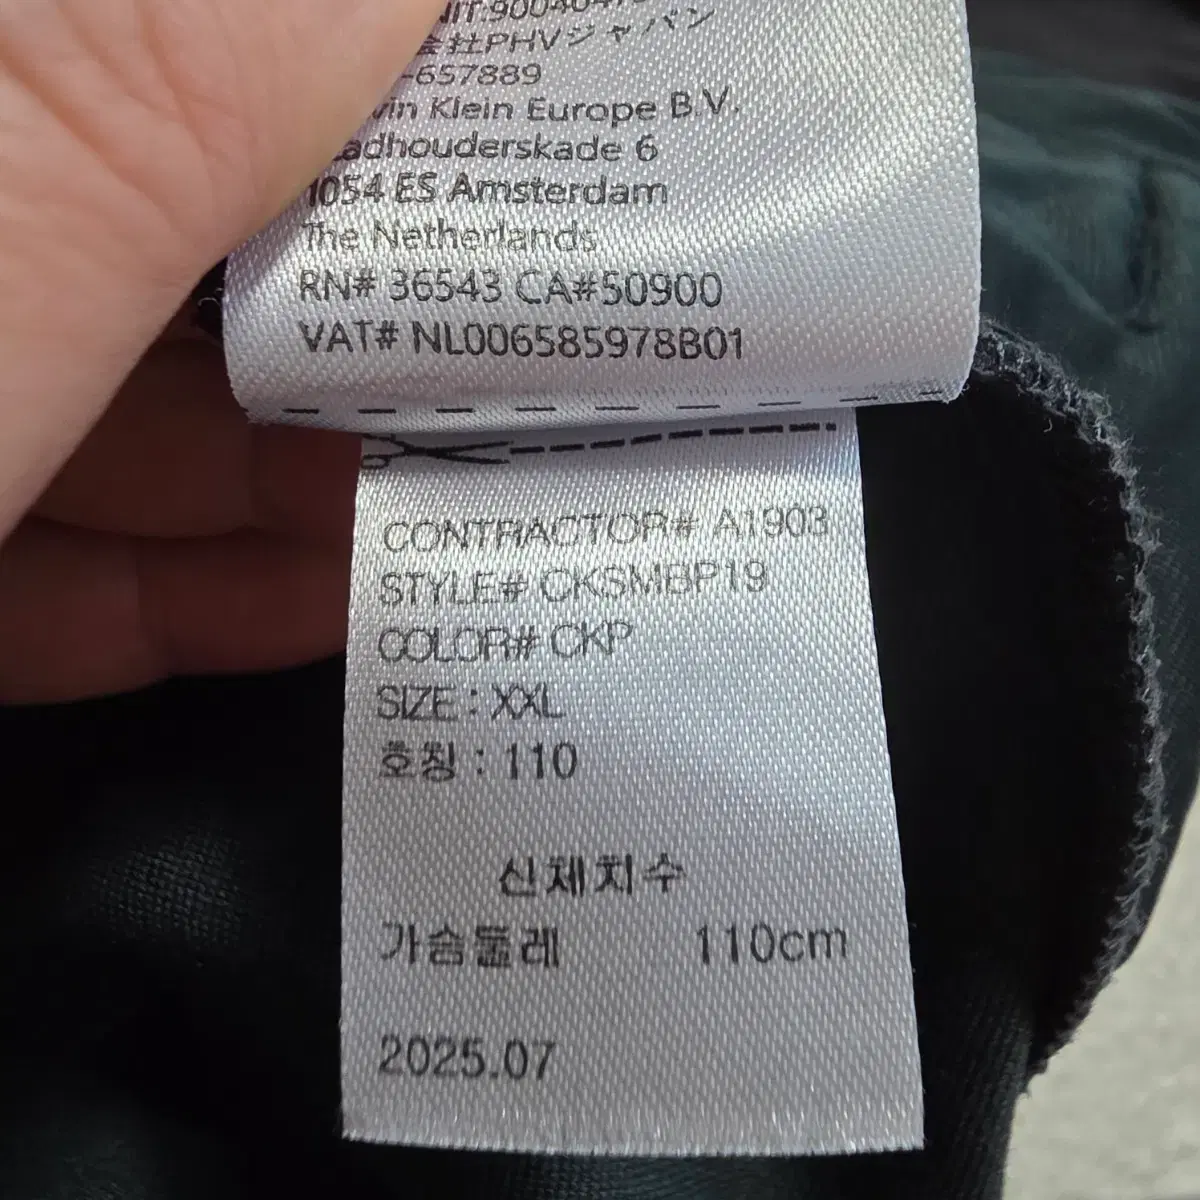 会社PHVジャパン
-657889
Klein Europe B.V.
adhouderskade 6
1054 ES Amsterdam
The Netherlands
RN# 36543 CA#50900
VAT# NL006585978B01
CONTRACTOR# A1903
STYLE# CKSMBP19
COLOR# CKP
SIZE : XXL
호칭 : 110
신체치수
가슴둘레 110cm
2025.07